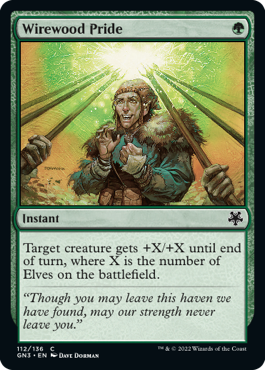 Wirewood Pride
Instant
Target creature gets +X/+X until end
of turn, where X is the number of
Elves on the battlefield.
"Though you may leave this haven we
have found, may our strength never
leave you."
112/136 C
GN3 • EN Dave Dorman
™ & © 2022 Wizards of the Coast